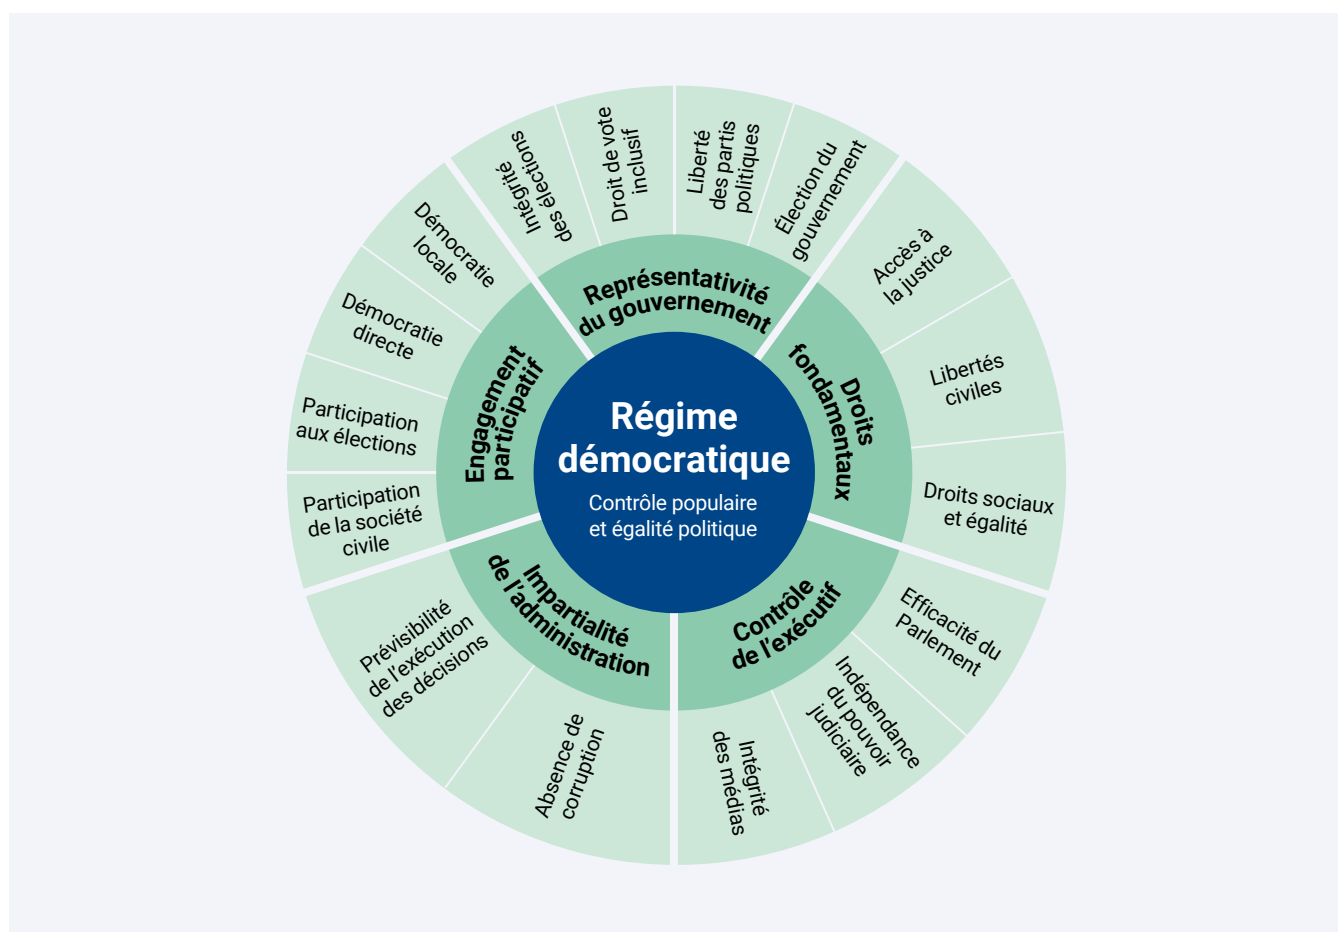 Régime
démocratique
Contrôle populaire
et égalité politique
Représentativité
du gouvernement
Intégrité
des élections
Droit de vote
inclusif
Liberté
des partis
politiques
Élection du
gouvernement
Droits
fondamentaux
Accès à
la justice
Libertés
civiles
Droits sociaux
et égalité
Contrôle
de l'exécutif
Efficacité du
Parlement
Indépendance
du pouvoir
judiciaire
Intégrité
des médias
Impartialité
de l'administration
Absence de
corruption
Prévisibilité
de l'exécution
des décisions
Engagement
participatif
Participation
de la société
civile
Participation
aux élections
Démocratie
directe
Démocratie
locale